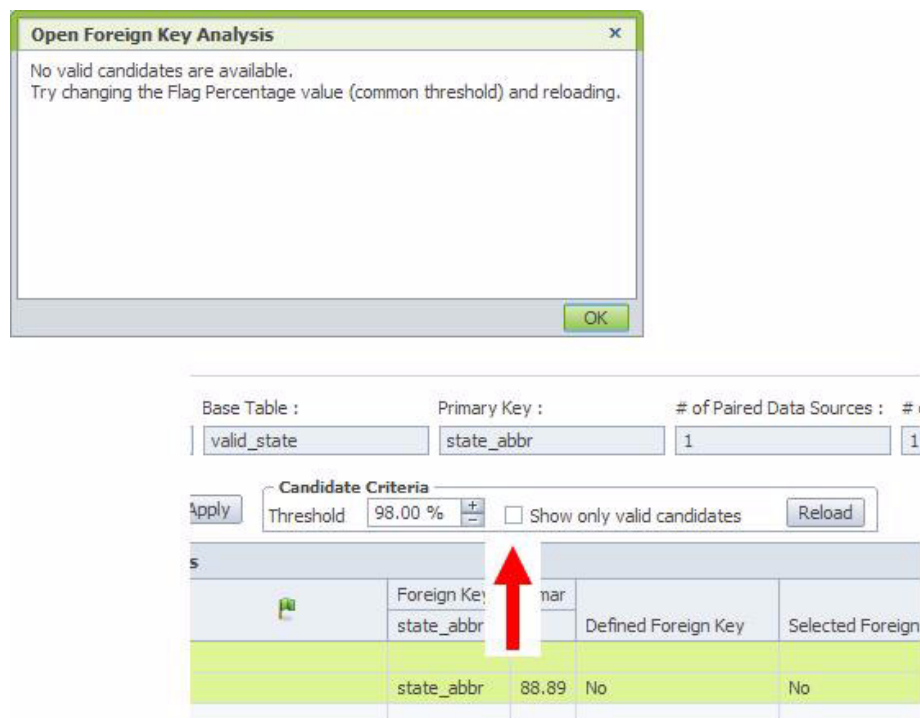 Open Foreign Key Analysis ×
No valid candidates are available.
Try changing the Flag Percentage value (common threshold) and reloading.
OK
Base Table : Primary Key : # of Paired Data Sources : #
valid_state state_abbr 1 1
Candidate Criteria
Apply Threshold 98.00 % + − Show only valid candidates Reload
s
Foreign Key mar
state_abbr Defined Foreign Key Selected Foreign
state_abbr 88.89 No No